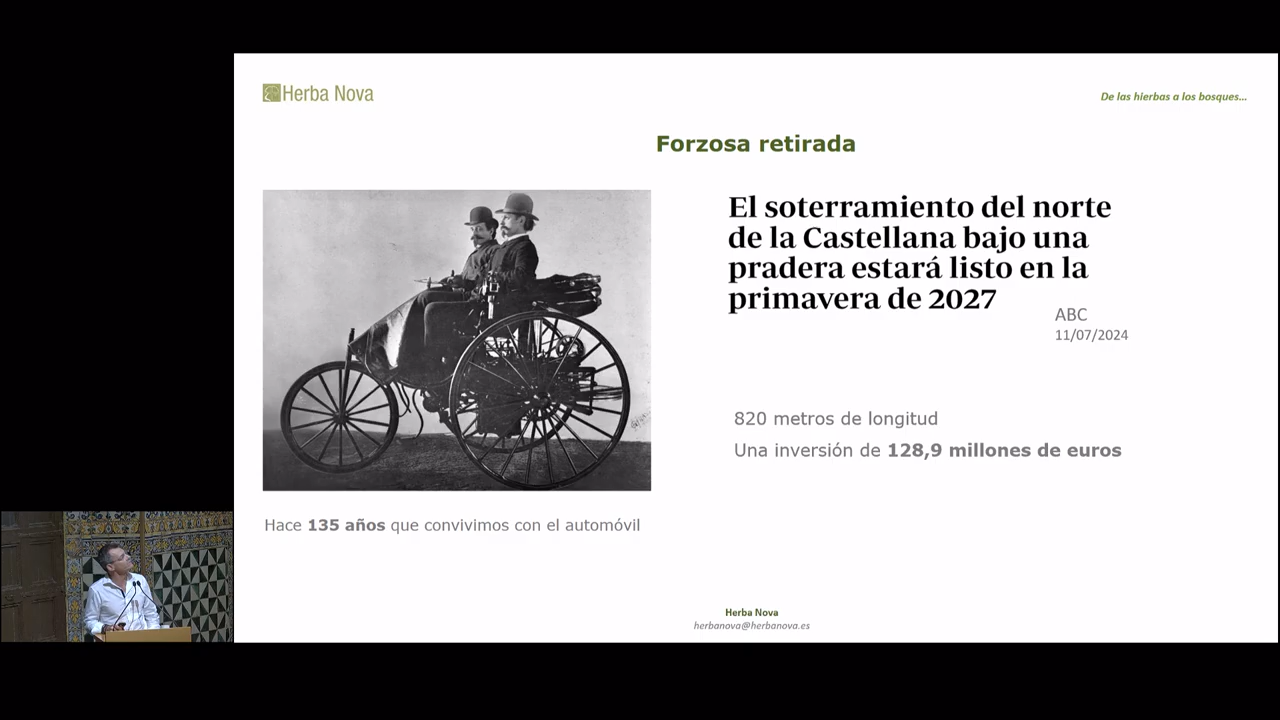 Herba Nova
De las hierbas a los bosques...
Forzosa retirada
El soterramiento del norte
de la Castellana bajo una
pradera estará listo en la
primavera de 2027
ABC
11/07/2024
820 metros de longitud
Una inversión de 128,9 millones de euros
Hace 135 años que convivimos con el automóvil
Herba Nova
herbanova@herbanova.es